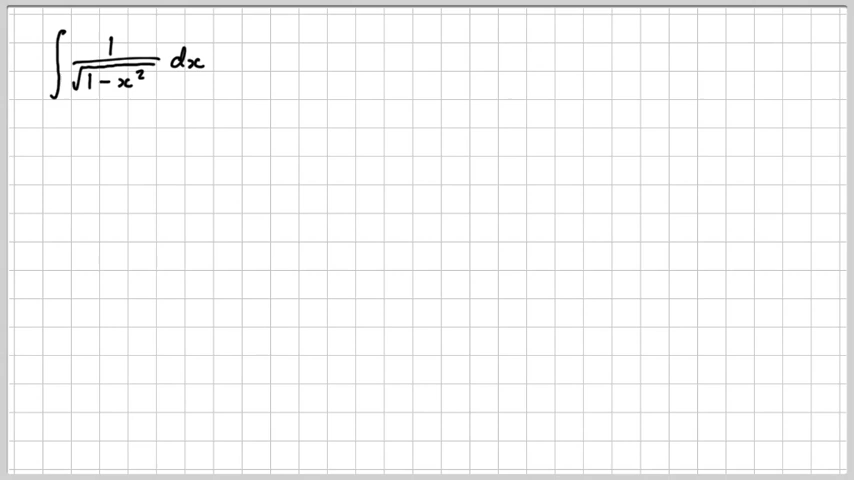 ∫ 1/√(1 - x²) dx